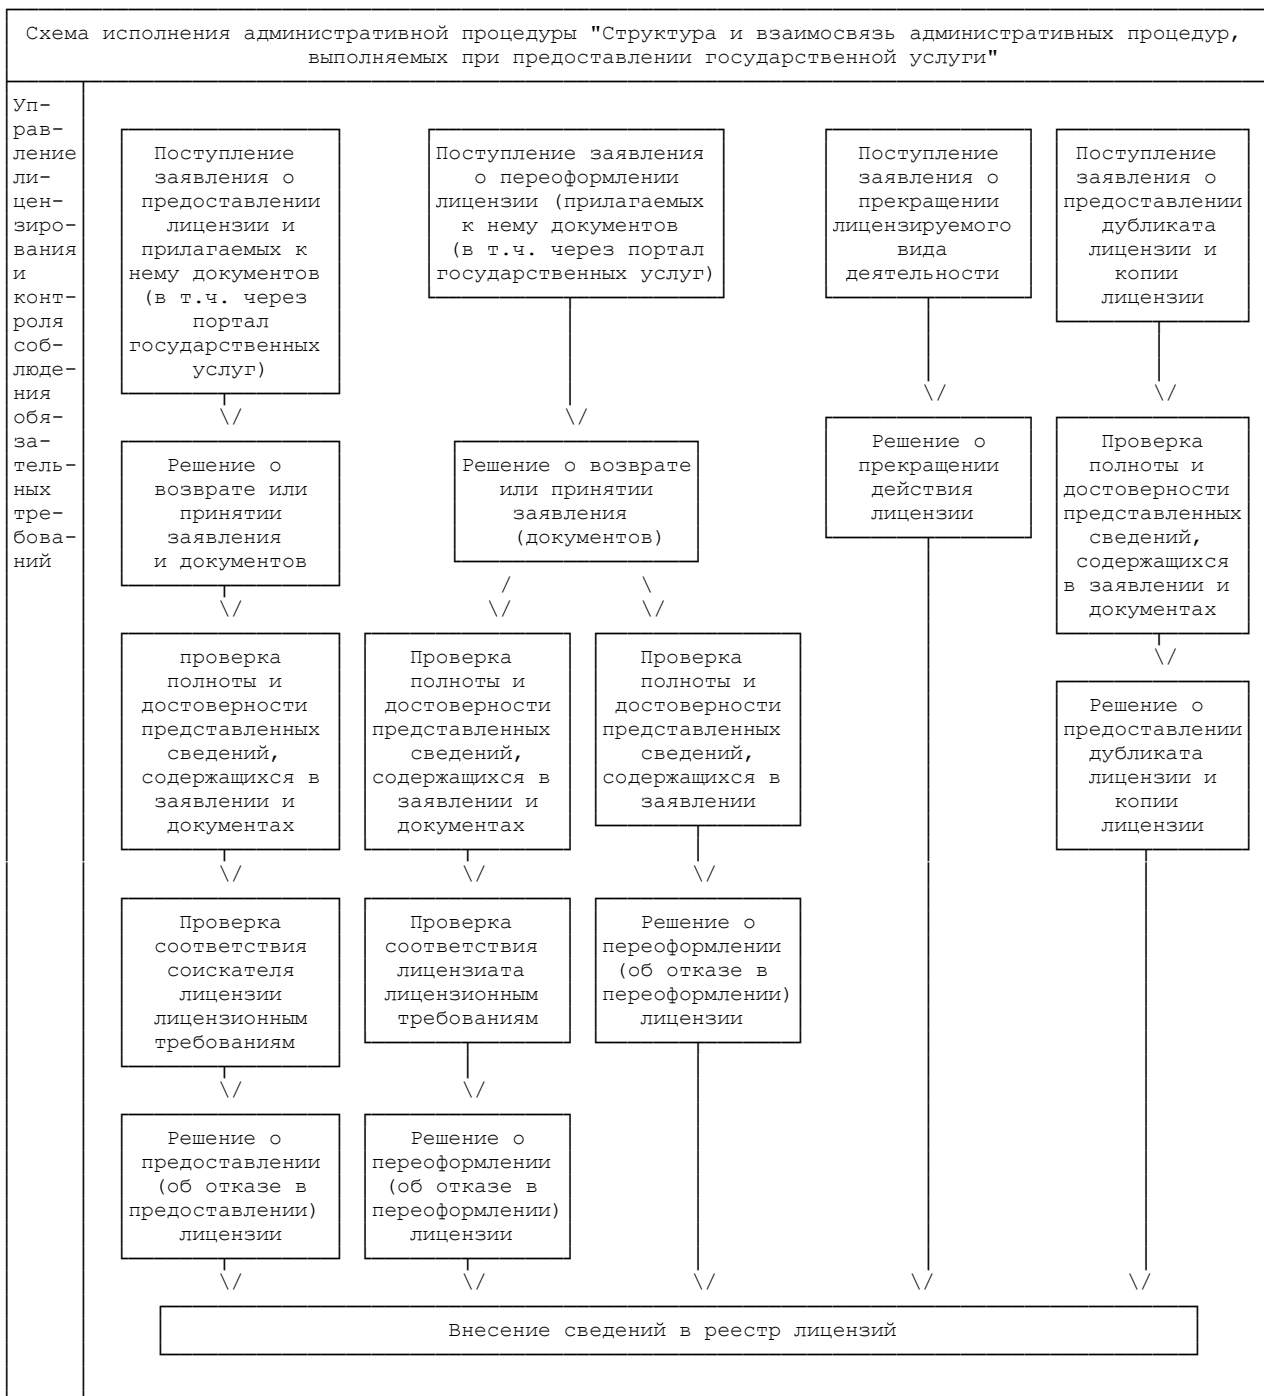 Схема исполнения административной процедуры "Структура и взаимосвязь административных процедур,
выполняемых при предоставлении государственной услуги"
Уп-
рав-
ление
ли-
цен-
зиро-
вания
и
конт-
роля
соб-
люде-
ния
обя-
за-
тель-
ных
тре-
бова-
ний
Поступление
заявления о
предоставлении
лицензии и
прилагаемых к
нему документов
(в т.ч. через
портал
государственных
услуг)
Поступление заявления
о переоформлении
лицензии (прилагаемых
к нему документов
(в т.ч. через портал
государственных услуг)
Поступление
заявления о
прекращении
лицензируемого
вида
деятельности
Поступление
заявления о
предоставлении
дубликата
лицензии и
копии
лицензии
Решение о
возврате или
принятии
заявления
и документов
Решение о возврате
или принятии
заявления
(документов)
Решение о
прекращении
действия
лицензии
Проверка
полноты и
достоверности
представленных
сведений,
содержащихся
в заявлении и
документах
проверка
полноты и
достоверности
представленных
сведений,
содержащихся в
заявлении и
документах
Проверка
полноты и
достоверности
представленных
сведений,
содержащихся в
заявлении и
документах
Проверка
полноты и
достоверности
представленных
сведений,
содержащихся в
заявлении
Решение о
предоставлении
дубликата
лицензии и
копии
лицензии
Проверка
соответствия
соискателя
лицензии
лицензионным
требованиям
Проверка
соответствия
лицензиата
лицензионным
требованиям
Решение о
переоформлении
(об отказе в
переоформлении)
лицензии
Решение о
предоставлении
(об отказе в
предоставлении)
лицензии
Решение о
переоформлении
(об отказе в
переоформлении)
лицензии
Внесение сведений в реестр лицензий